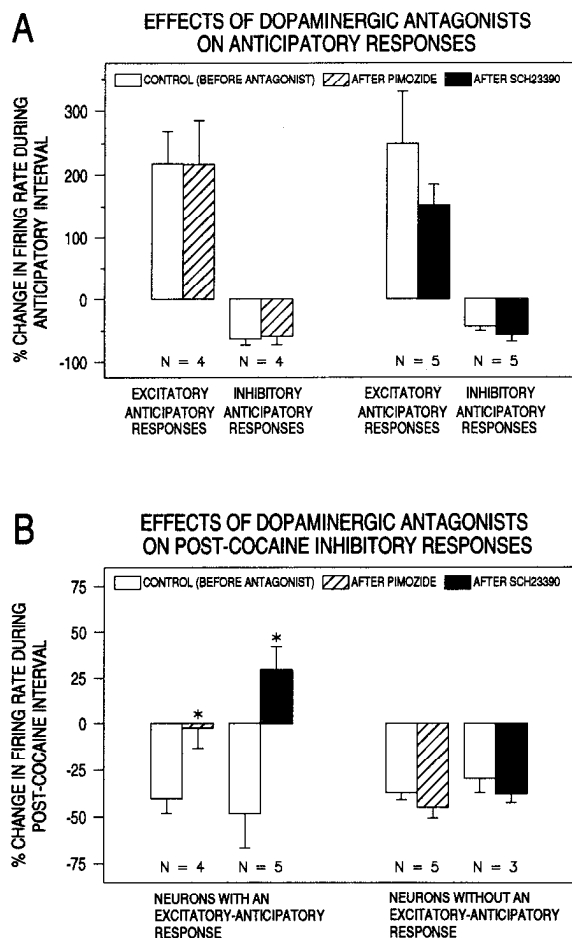 A
EFFECTS OF DOPAMINERGIC ANTAGONISTS
ON ANTICIPATORY RESPONSES
CONTROL (BEFORE ANTAGONIST) AFTER PIMOZIDE AFTER SCH23390
% CHANGE IN FIRING RATE DURING
ANTICIPATORY INTERVAL
300
200
100
0
-100
N = 4 N = 4 N = 5 N = 5
EXCITATORY INHIBITORY EXCITATORY INHIBITORY
ANTICIPATORY ANTICIPATORY ANTICIPATORY ANTICIPATORY
RESPONSES RESPONSES RESPONSES RESPONSES
B
EFFECTS OF DOPAMINERGIC ANTAGONISTS
ON POST-COCAINE INHIBITORY RESPONSES
CONTROL (BEFORE ANTAGONIST) AFTER PIMOZIDE AFTER SCH23390
% CHANGE IN FIRING RATE DURING
POST-COCAINE INTERVAL
75
50
25
0
-25
-50
-75
* *
N = 4 N = 5 N = 5 N = 3
NEURONS WITH AN NEURONS WITHOUT AN
EXCITATORY-ANTICIPATORY EXCITATORY-ANTICIPATORY
RESPONSE RESPONSE